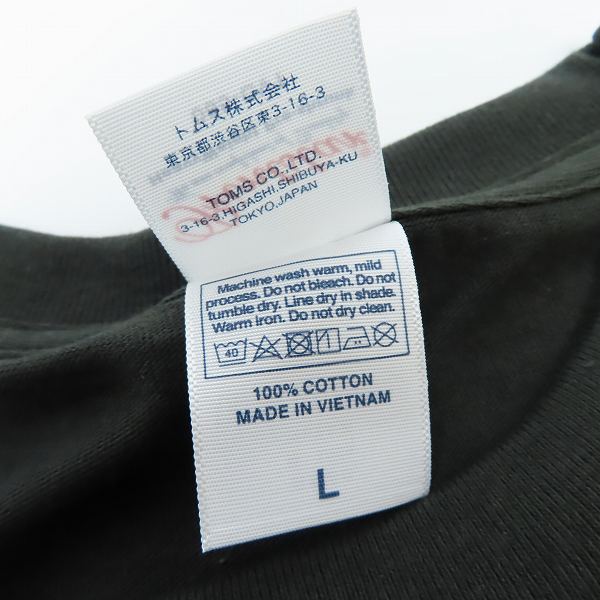 トムス株式会社
東京都渋谷区東3-16-3
TOMS CO.,LTD.
3-16-3,HIGASHI,SHIBUYA-KU
TOKYO,JAPAN
Machine wash warm, mild
process. Do not bleach. Do not
tumble dry. Line dry in shade.
Warm iron. Do not dry clean.
40
100% COTTON
MADE IN VIETNAM
L